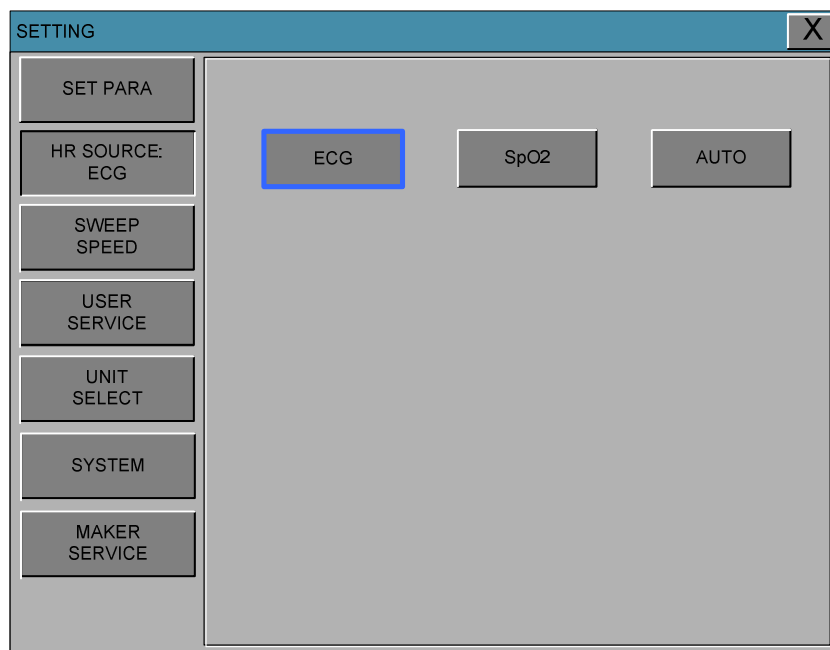 SETTING
X
SET PARA
HR SOURCE:
ECG
SWEEP
SPEED
USER
SERVICE
UNIT
SELECT
SYSTEM
MAKER
SERVICE
ECG
SpO2
AUTO